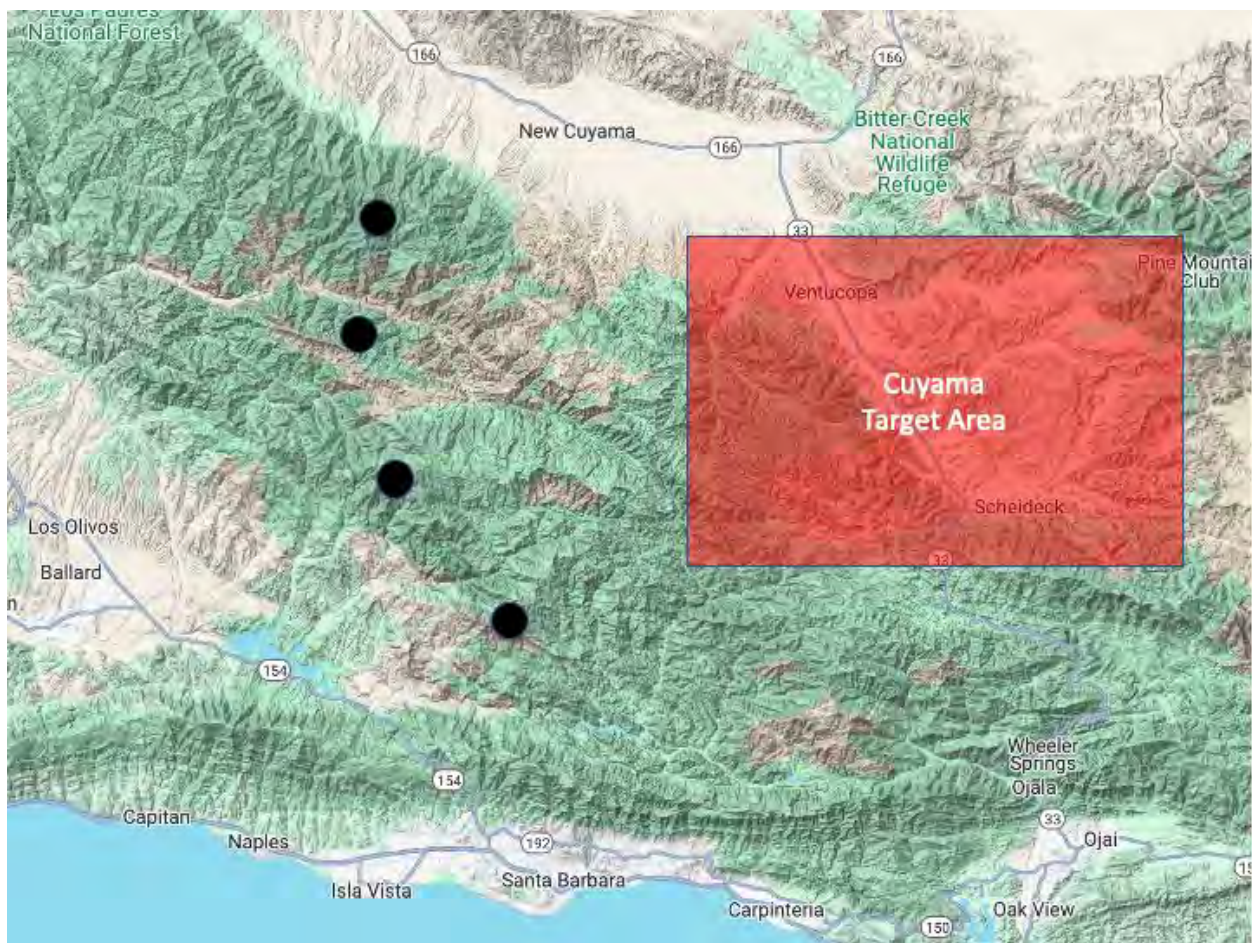 Los Padres
National Forest
166
166
New Cuyama
166
Bitter Creek
National
Wildlife
Refuge
33
Pine Mountai
Club
Ventucopa
Cuyama
Target Area
Scheideck
Los Olivos
Ballard
n
33
154
Wheeler
Springs
154
Ojala
Capitan
33
Naples
192
Ojai
15
Isla Vista
Santa Barbara
Carpinteria
150
Oak View